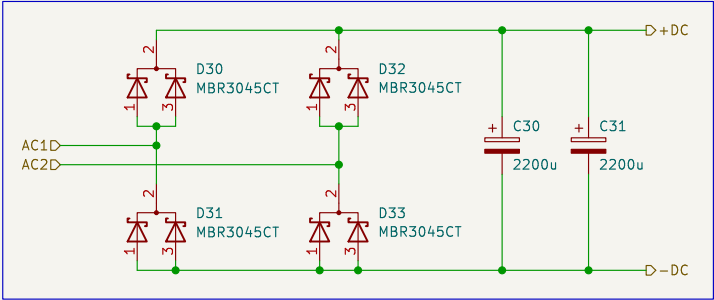 +DC
2
2
D30
D32
MBR3045CT
MBR3045CT
1
3
1
3
+
C30
+
C31
AC1
AC2
2200u
2200u
2
2
D31
D33
MBR3045CT
MBR3045CT
1
3
1
3
-DC